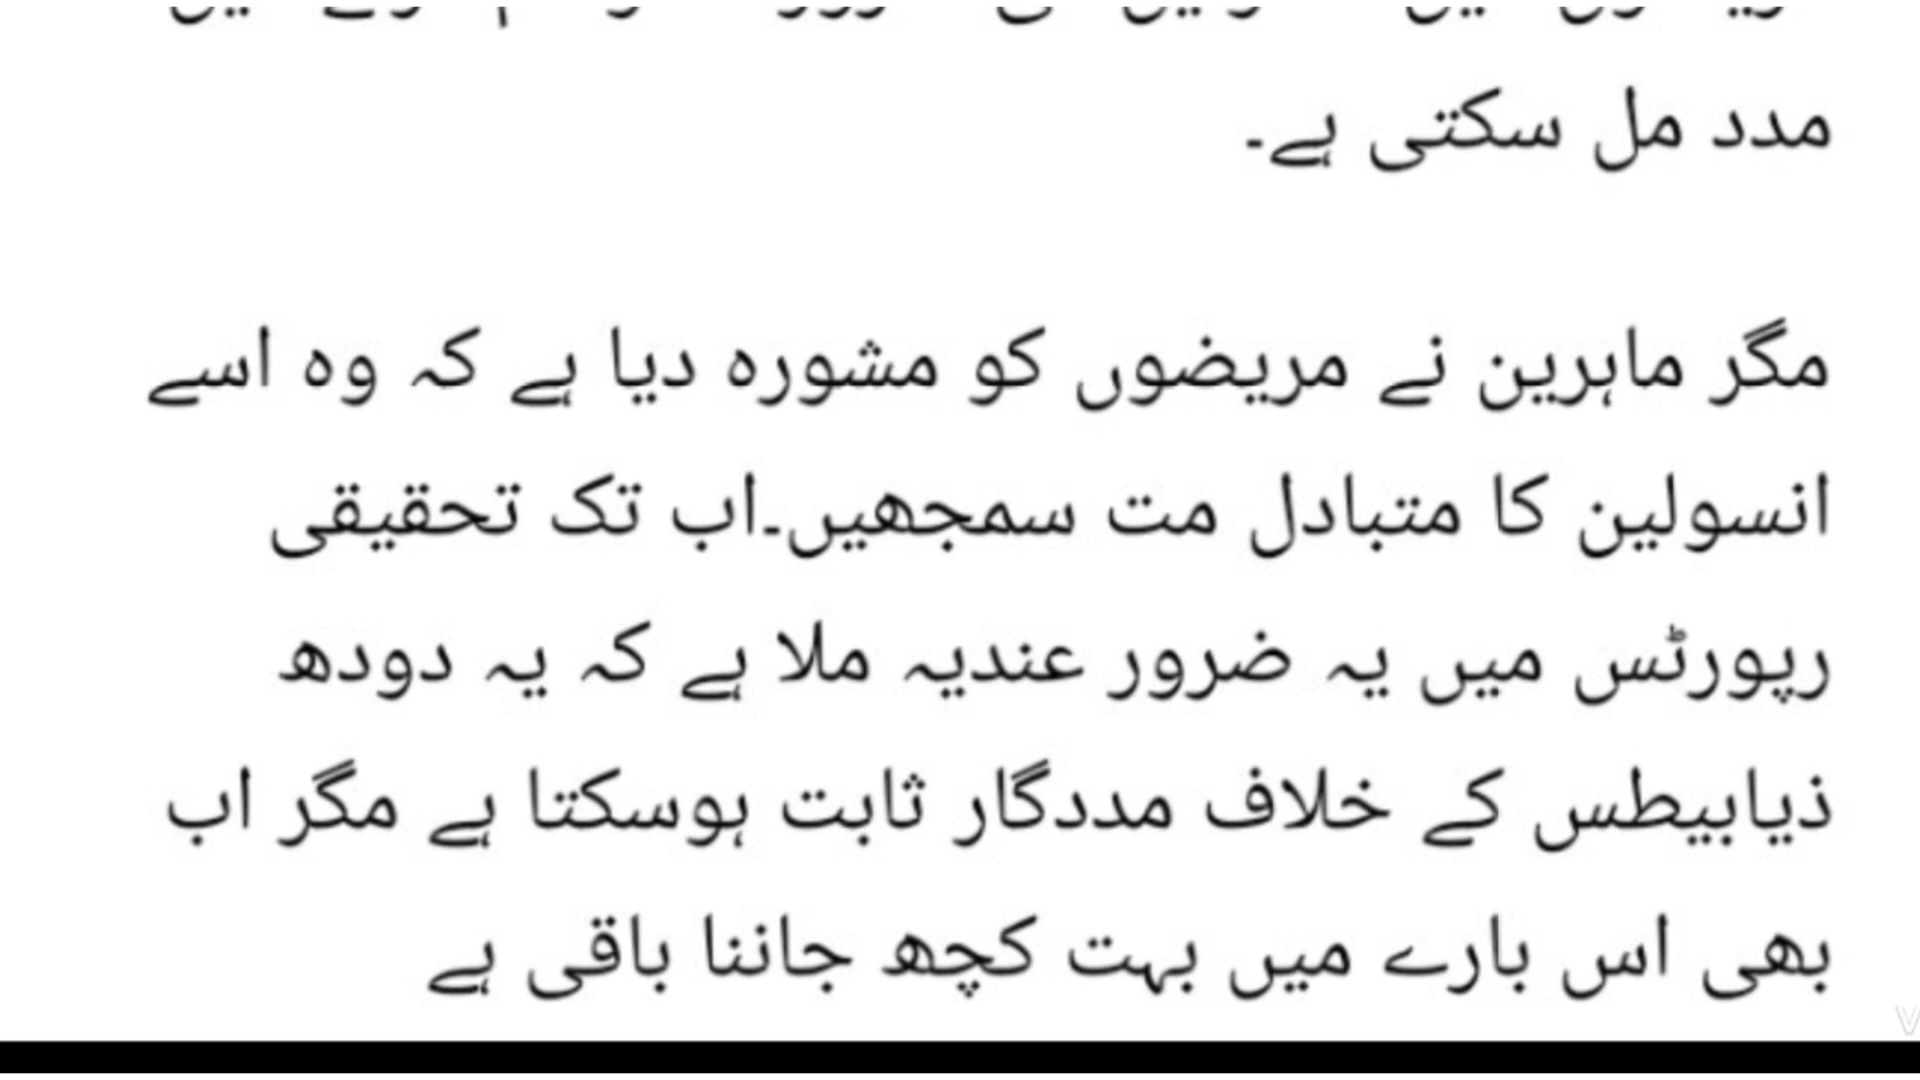 مدد مل سکتی ہے۔
مگر ماہرین نے مریضوں کو مشورہ دیا ہے کہ وہ اسے
انسولین کا متبادل مت سمجھیں۔اب تک تحقیقی
رپورٹس میں یہ ضرور عندیہ ملا ہے کہ یہ دودھ
ذیابیطس کے خلاف مددگار ثابت ہوسکتا ہے مگر اب
بھی اس بارے میں بہت کچھ جاننا باقی ہے